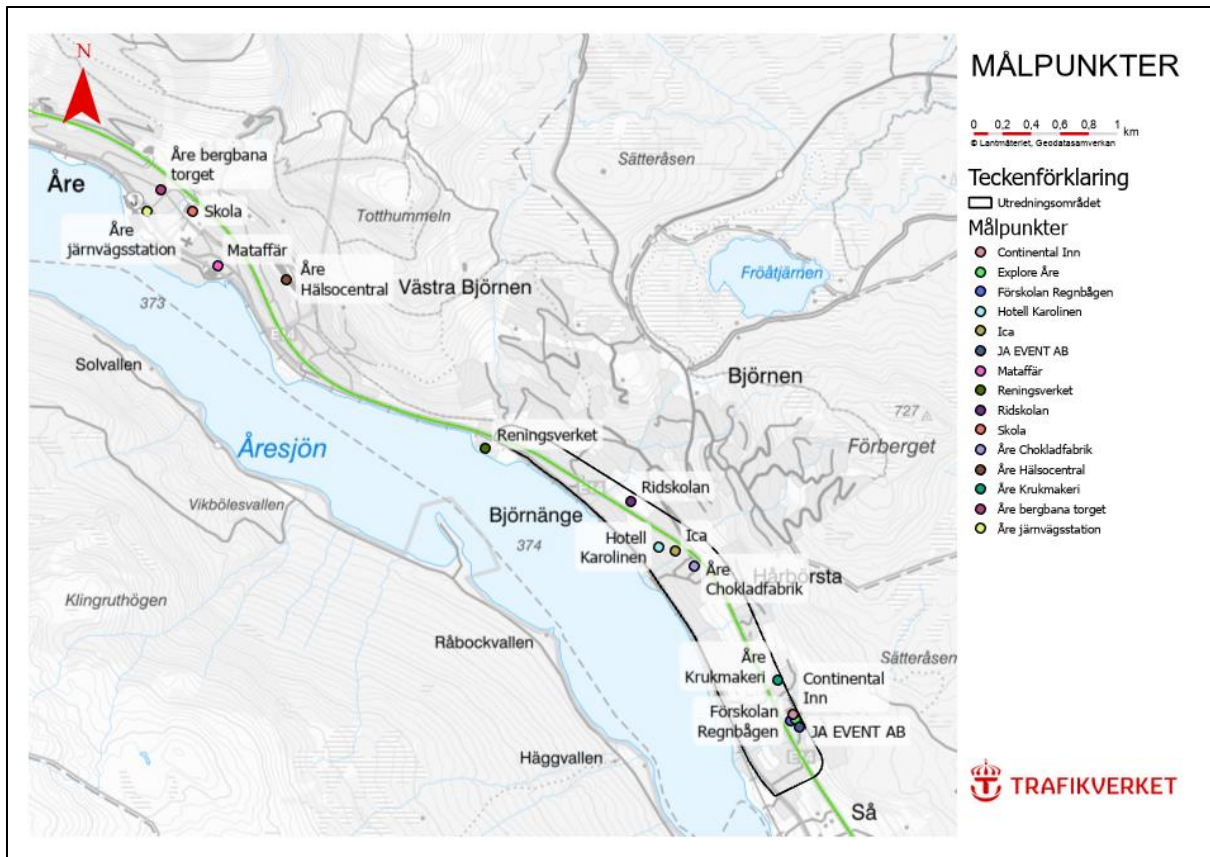 N
MÅLPUNKTER
0 0,2 0,4 0,6 0,8 1
km
© Lantmäteriet, Geodatasamverkan
Teckenförklaring
Utredningsområdet
Målpunkter
Continental Inn
Explore Åre
Förskolan Regnbågen
Hotell Karolinen
Ica
JA EVENT AB
Mataffär
Reningsverket
Ridskolan
Skola
Åre Chokladfabrik
Åre Hälsocentral
Åre Krukmakeri
Åre bergbana torget
Åre järnvägsstation
TRAFIKVERKET
Åre bergbana
torget
Åre
Skola
Åre
järnvägsstation
Mataffär
Åre
Hälsocentral
Totthummeln
Sätteråsen
Västra Björnen
Fröåtjärnen
373
Solvallen
Björnen
727
Förberget
Åresjön
Reningsverket
E14
Ridskolan
Vikbölesvallen
Björnänge
374
Hotell
Karolinen
Ica
Åre
Chokladfabrik
Hårbörsta
Klingruthögen
Råbockvallen
Sätteråsen
Åre
Krukmakeri
Continental
Inn
Förskolan
Regnbågen
JA EVENT AB
Häggvallen
Så